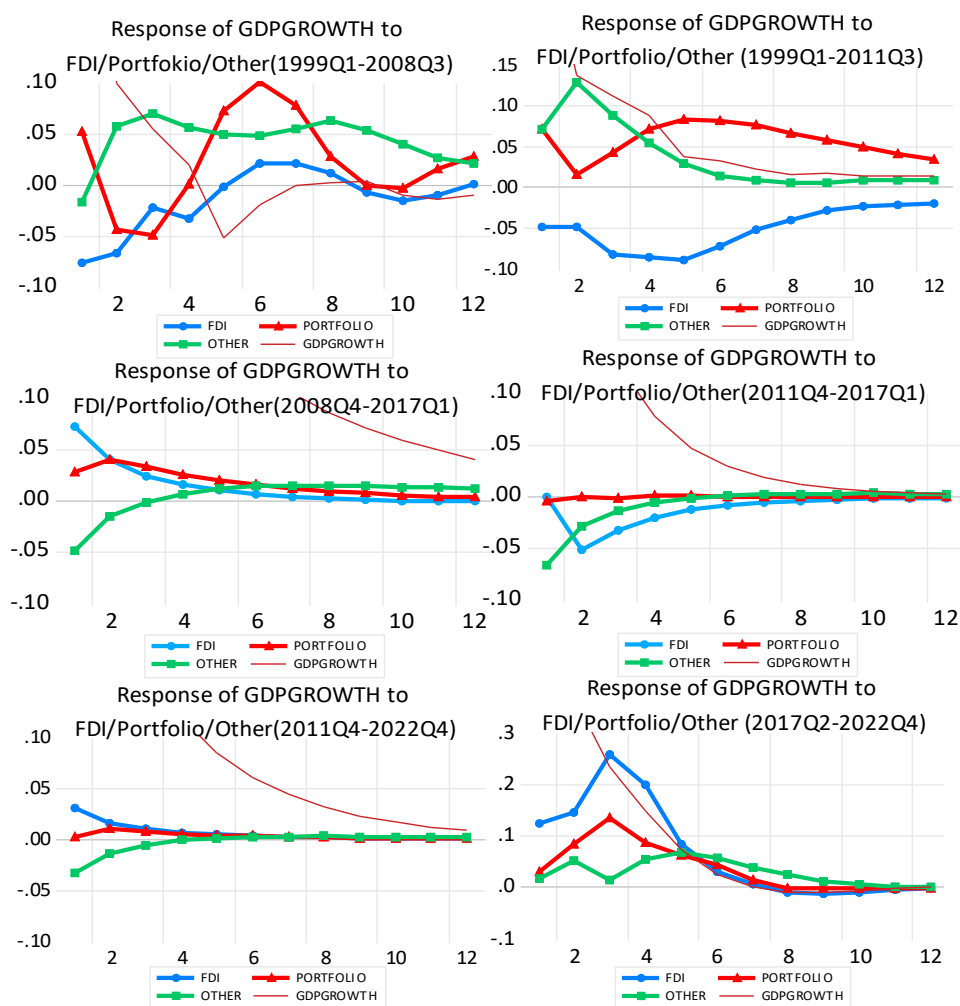 Response of GDPGROWTH to
FDI/Portfokio/Other(1999Q1-2008Q3)
.10
.05
.00
-.05
-.10
2 4 6 8 10 12
FDI PORTFOLIO
OTHER GDPGROWTH
Response of GDPGROWTH to
FDI/Portfolio/Other (1999Q1-2011Q3)
.15
.10
.05
.00
-.05
-.10
2 4 6 8 10 12
FDI PORTFOLIO
OTHER GDPGROWTH
Response of GDPGROWTH to
FDI/Portfolio/Other(2008Q4-2017Q1)
.10
.05
.00
-.05
-.10
2 4 6 8 10 12
FDI PORTFOLIO
OTHER GDPGROWTH
Response of GDPGROWTH to
FDI/Portfolio/Other(2011Q4-2017Q1)
.10
.05
.00
-.05
-.10
2 4 6 8 10 12
FDI PORTFOLIO
OTHER GDPGROWTH
Response of GDPGROWTH to
FDI/Portfolio/Other(2011Q4-2022Q4)
.10
.05
.00
-.05
-.10
2 4 6 8 10 12
FDI PORTFOLIO
OTHER GDPGROWTH
Response of GDPGROWTH to
FDI/Portfolio/Other (2017Q2-2022Q4)
.3
.2
.1
.0
-.1
2 4 6 8 10 12
FDI PORTFOLIO
OTHER GDPGROWTH